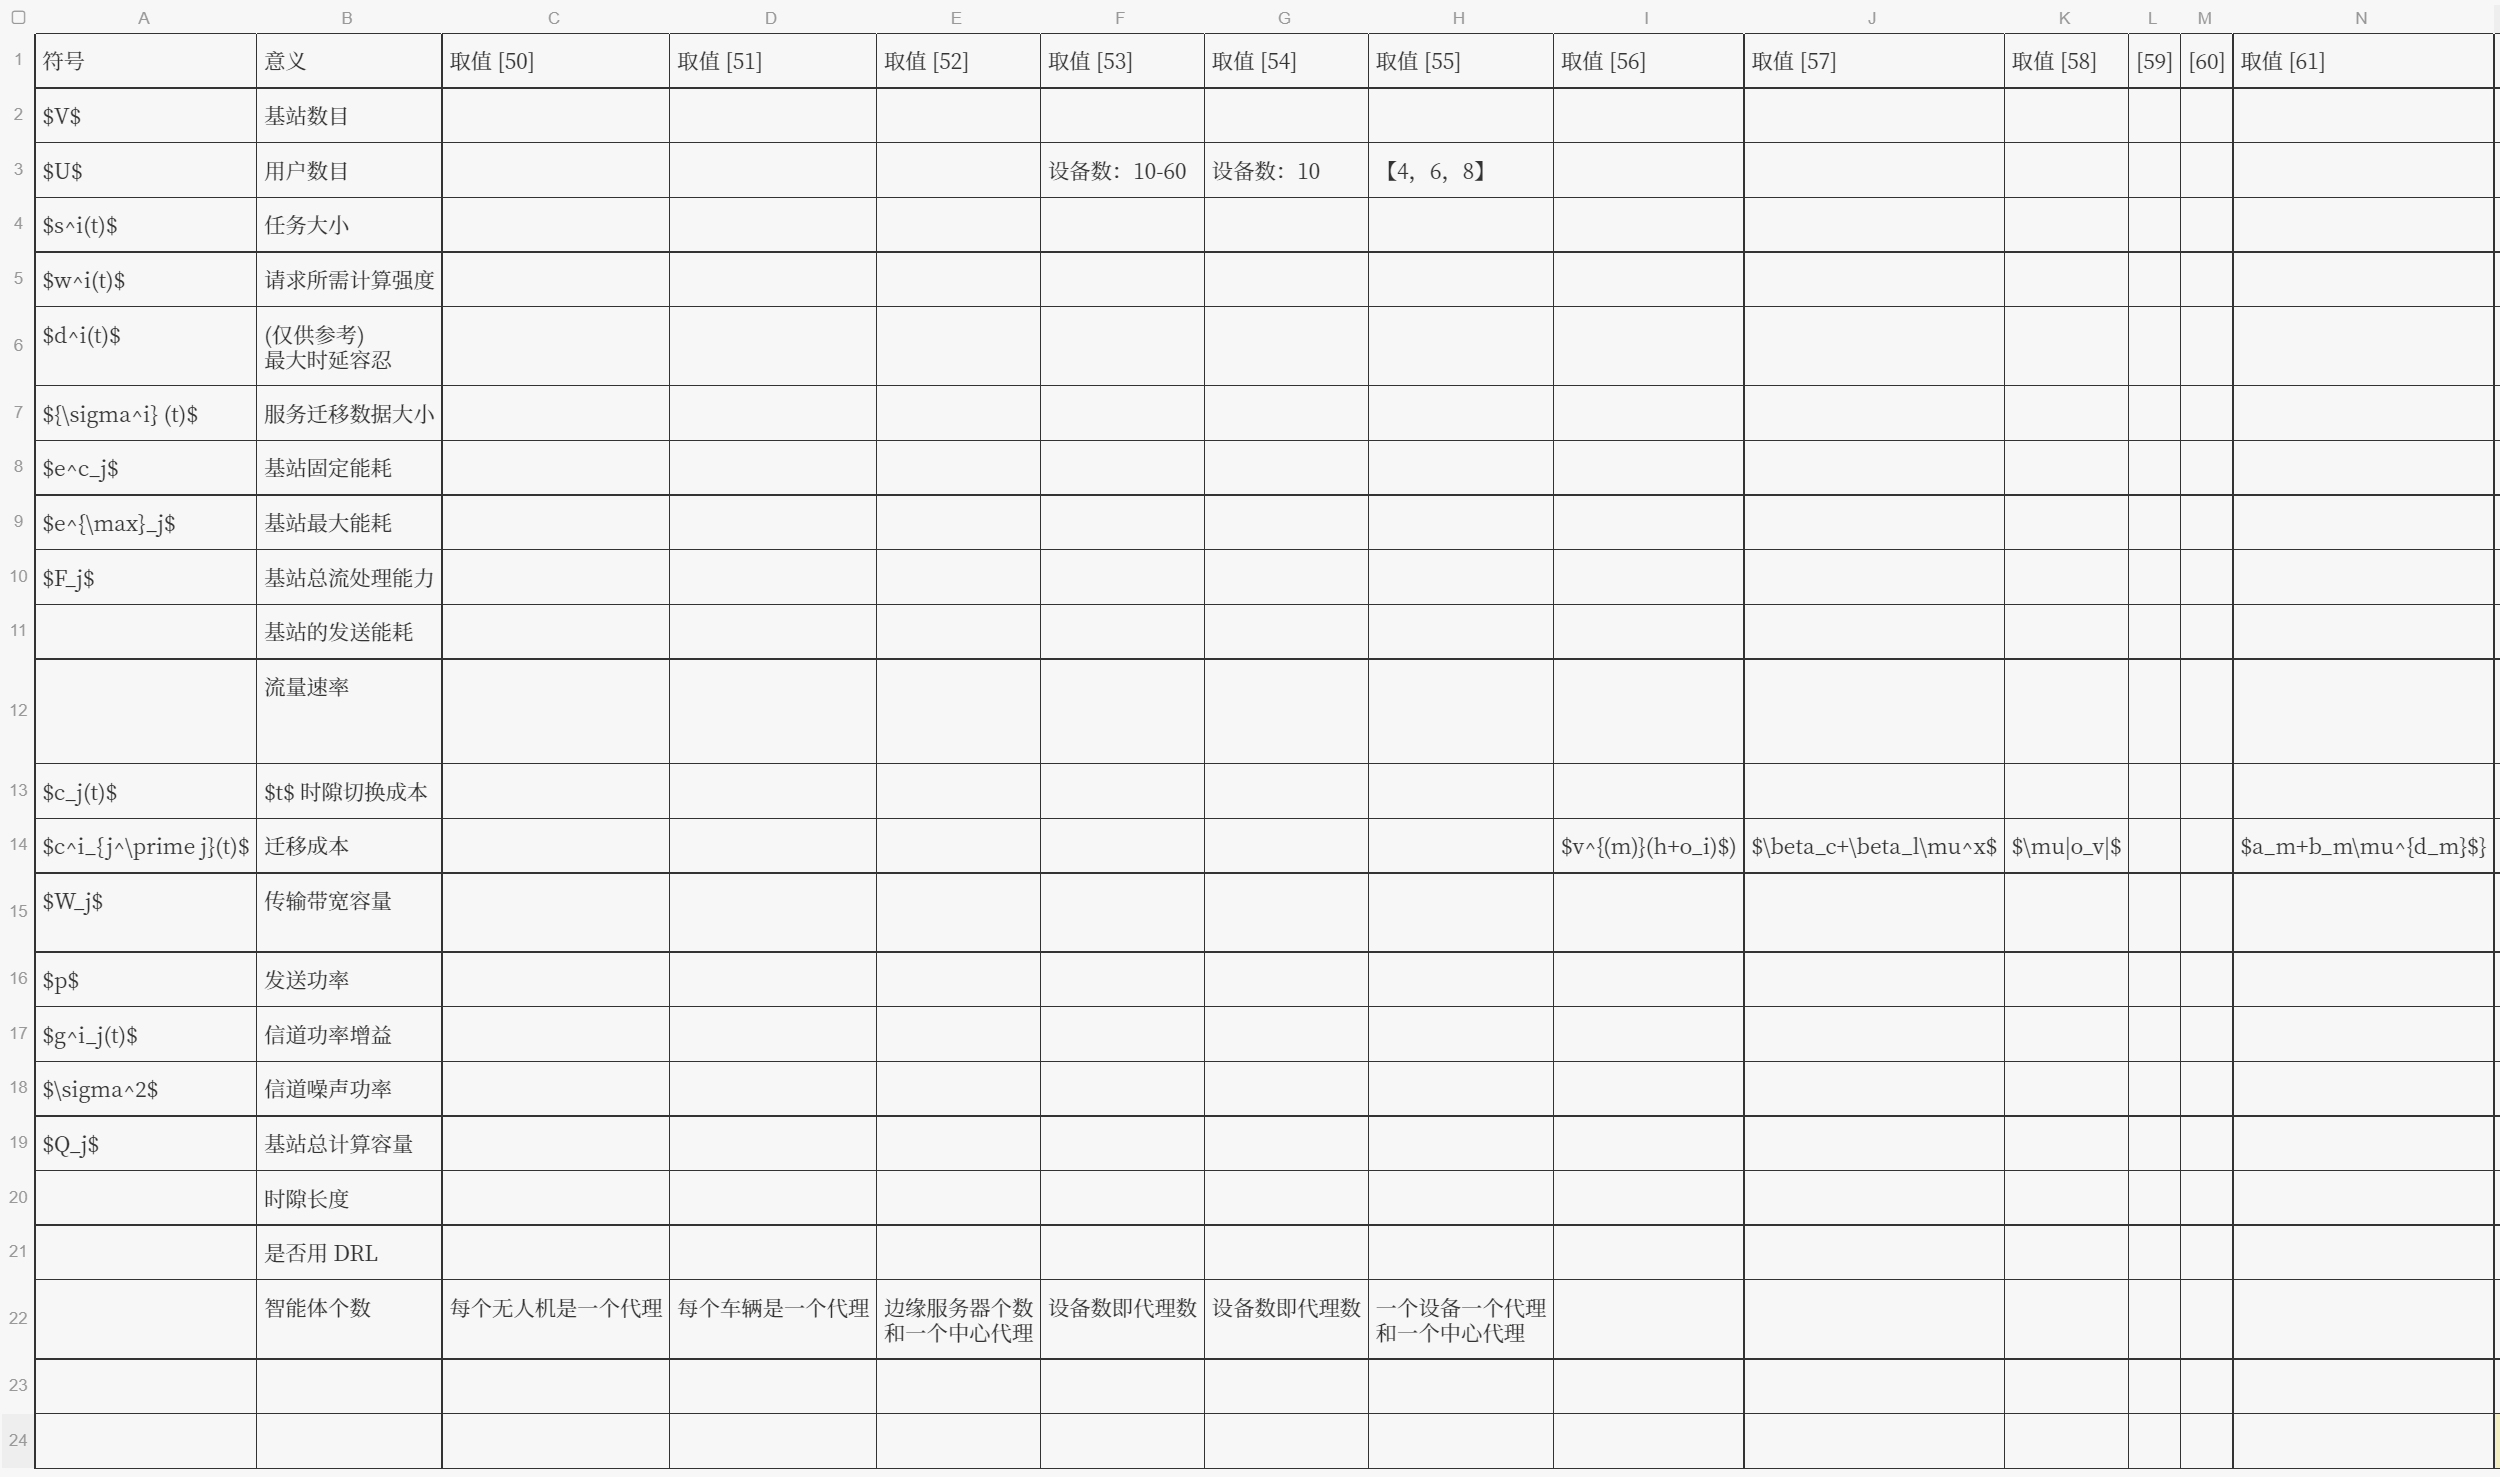 A B C D E F G H I J K L M N
1 符号 意义 取值 [50] 取值 [51] 取值 [52] 取值 [53] 取值 [54] 取值 [55] 取值 [56] 取值 [57] 取值 [58] [59] [60] 取值 [61]
2 $V$ 基站数目
3 $U$ 用户数目 设备数：10-60 设备数：10 【4，6，8】
4 $s^i(t)$ 任务大小
5 $w^i(t)$ 请求所需计算强度
6 $d^i(t)$ (仅供参考)
最大时延容忍
7 ${\sigma^i} (t)$ 服务迁移数据大小
8 $e^c_j$ 基站固定能耗
9 $e^{\max}_j$ 基站最大能耗
10 $F_j$ 基站总流处理能力
11 基站的发送能耗
12 流量速率
13 $c_j(t)$ $t$ 时隙切换成本
14 $c^i_{j^\prime j}(t)$ 迁移成本 $v^{(m)}(h+o_i)$) $\beta_c+\beta_l\mu^x$ $\mu|o_v|$ $a_m+b_m\mu^{d_m}$}
15 $W_j$ 传输带宽容量
16 $p$ 发送功率
17 $g^i_j(t)$ 信道功率增益
18 $\sigma^2$ 信道噪声功率
19 $Q_j$ 基站总计算容量
20 时隙长度
21 是否用 DRL
22 智能体个数 每个无人机是一个代理 每个车辆是一个代理 边缘服务器个数 设备数即代理数 设备数即代理数 一个设备一个代理
和一个中心代理 和一个中心代理
23
24